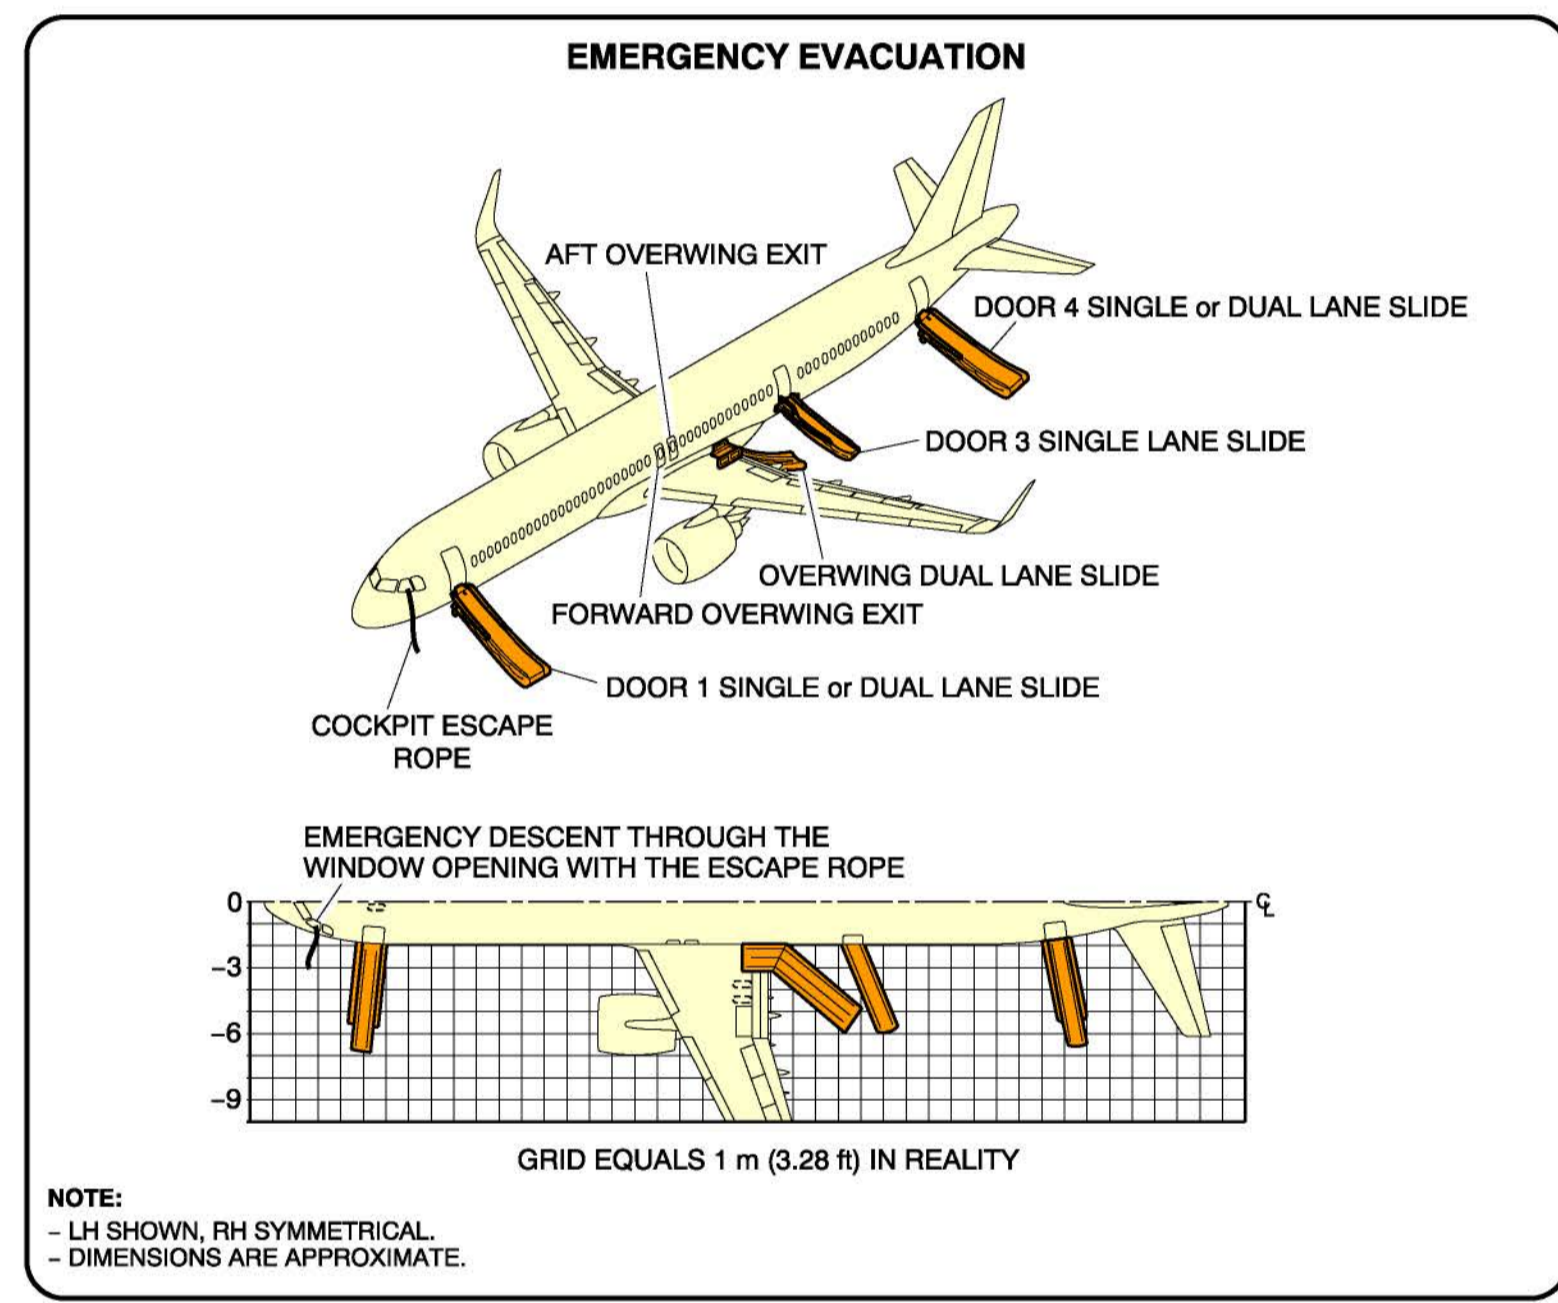 EMERGENCY EVACUATION
AFT OVERWING EXIT
DOOR 4 SINGLE or DUAL LANE SLIDE
DOOR 3 SINGLE LANE SLIDE
OVERWING DUAL LANE SLIDE
FORWARD OVERWING EXIT
DOOR 1 SINGLE or DUAL LANE SLIDE
COCKPIT ESCAPE
ROPE
EMERGENCY DESCENT THROUGH THE
WINDOW OPENING WITH THE ESCAPE ROPE
0
℄
–3
–6
–9
GRID EQUALS 1 m (3.28 ft) IN REALITY
NOTE:
– LH SHOWN, RH SYMMETRICAL.
– DIMENSIONS ARE APPROXIMATE.